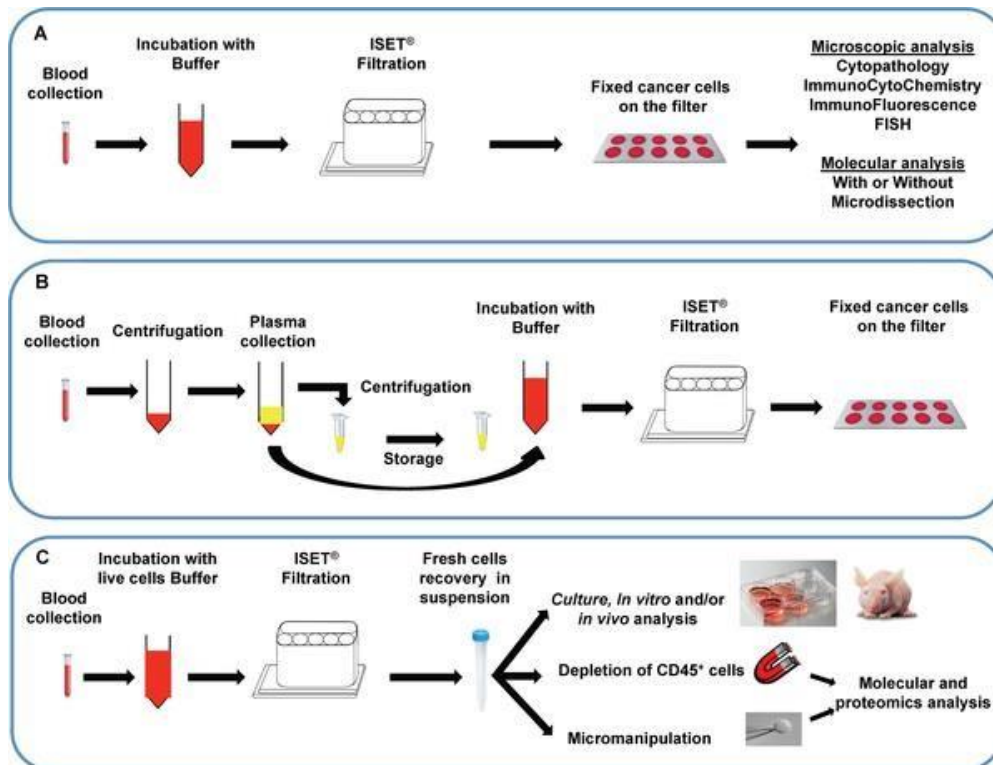 A
Blood
collection
Incubation with
Buffer
ISET®
Filtration
Fixed cancer cells
on the filter
Microscopic analysis
Cytopathology
ImmunoCytoChemistry
ImmunoFluorescence
FISH
Molecular analysis
With or Without
Microdissection
B
Blood
collection
Centrifugation
Plasma
collection
Centrifugation
Storage
Incubation with
Buffer
ISET®
Filtration
Fixed cancer cells
on the filter
C
Blood
collection
Incubation with
live cells Buffer
ISET®
Filtration
Fresh cells
recovery in
suspension
Culture, In vitro and/or
in vivo analysis
Depletion of CD45⁺ cells
Micromanipulation
Molecular and
proteomics analysis